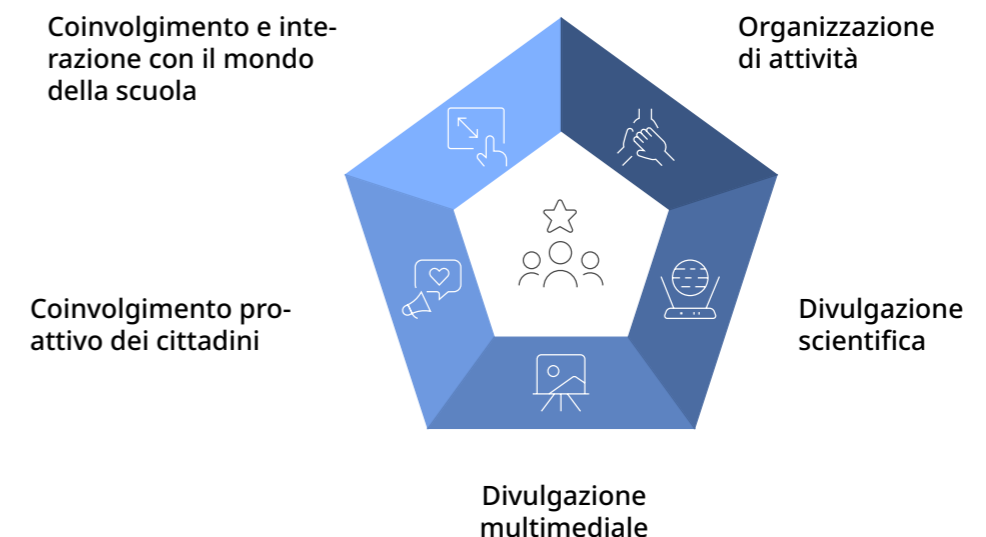 Coinvolgimento e inte-
razione con il mondo
della scuola
Organizzazione
di attività
Coinvolgimento pro-
attivo dei cittadini
Divulgazione
scientifica
Divulgazione
multimediale